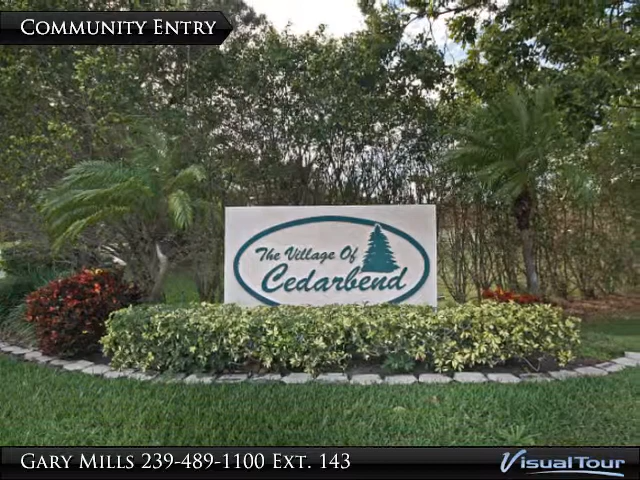 Community Entry
The Village Of
Cedarbend
Gary Mills 239-489-1100 Ext. 143
VisualTour